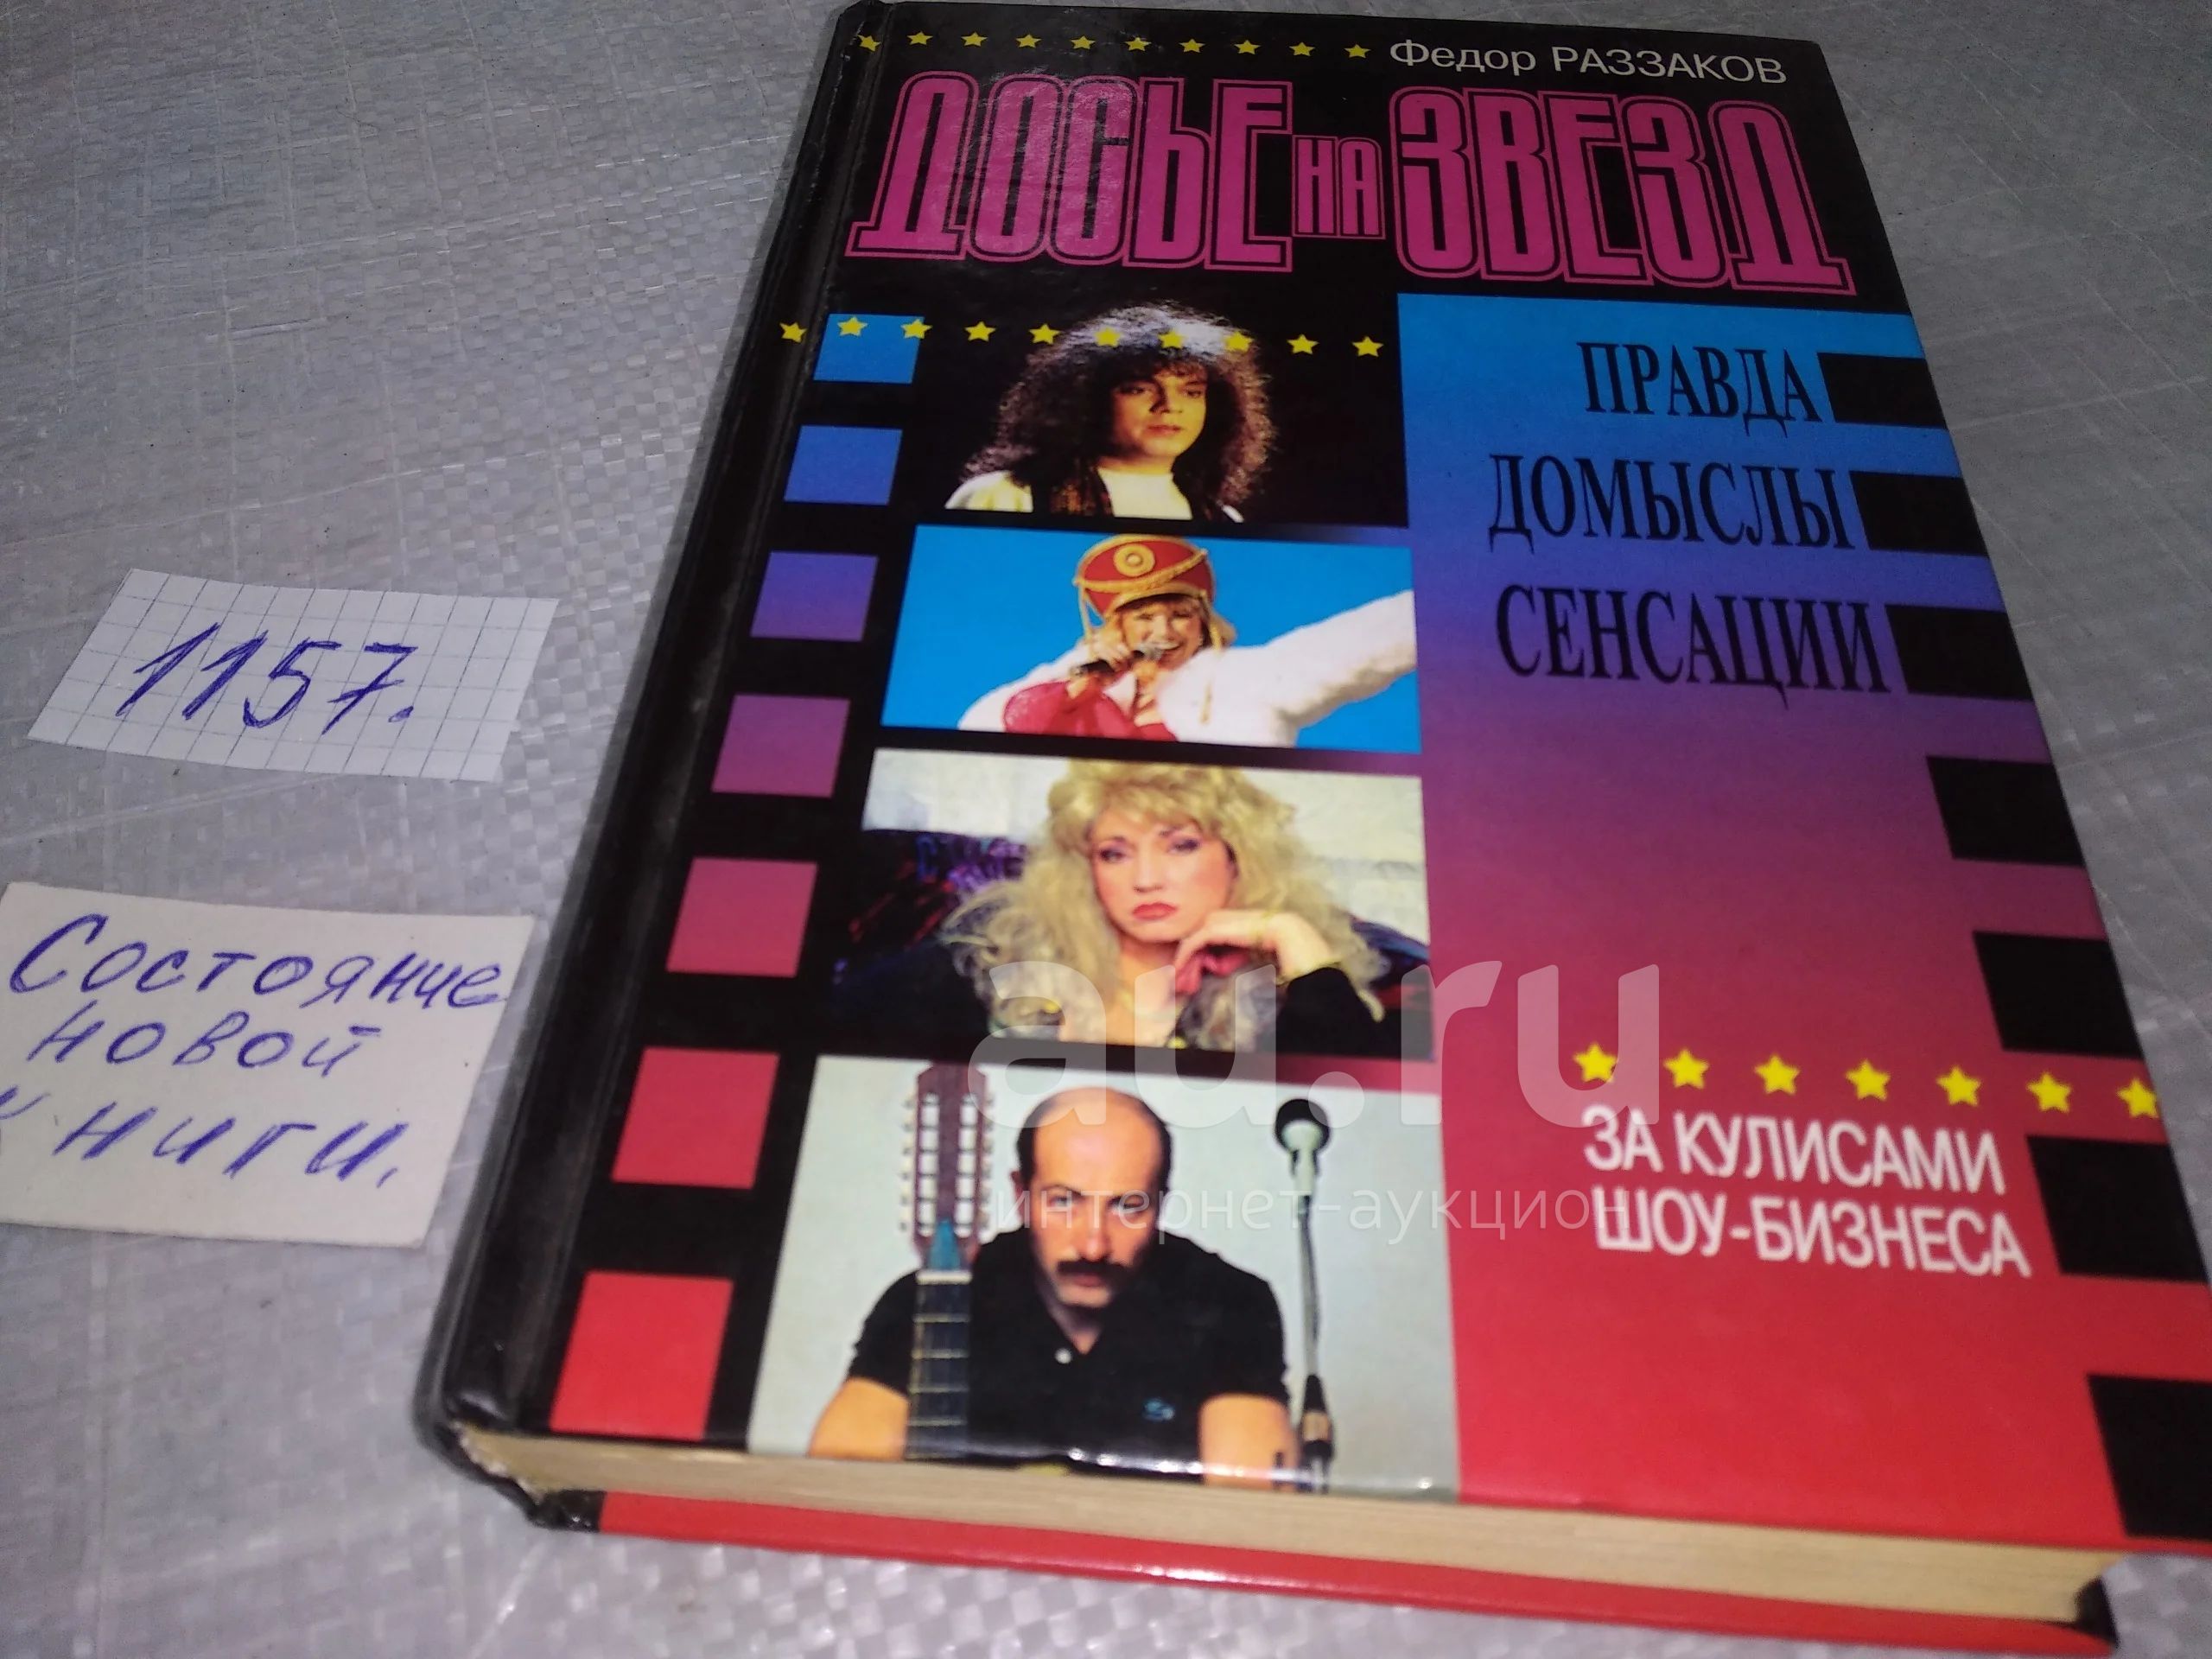 Федор РАЗЗАКОВ
ДОСЬЕ НА ЗВЕЗД
ПРАВДА
ДОМЫСЛЫ
СЕНСАЦИИ
ЗА КУЛИСАМИ
ШОУ-БИЗНЕСА
1157.
Состояние
новой
книги.
au.ru
интернет-аукцион